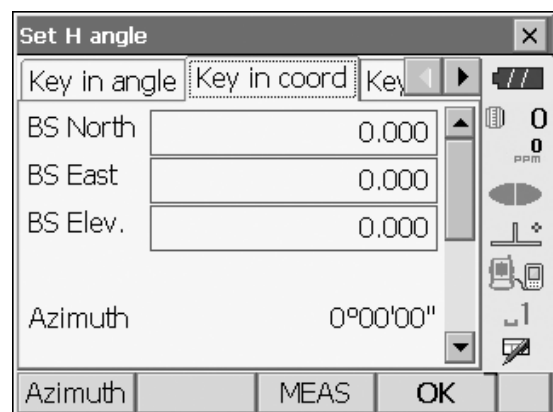 Set H angle
Key in angle Key in coord Key
BS North 0.000
BS East 0.000
BS Elev. 0.000
Azimuth 0°00'00"
0
0
PPM
1
Azimuth MEAS OK